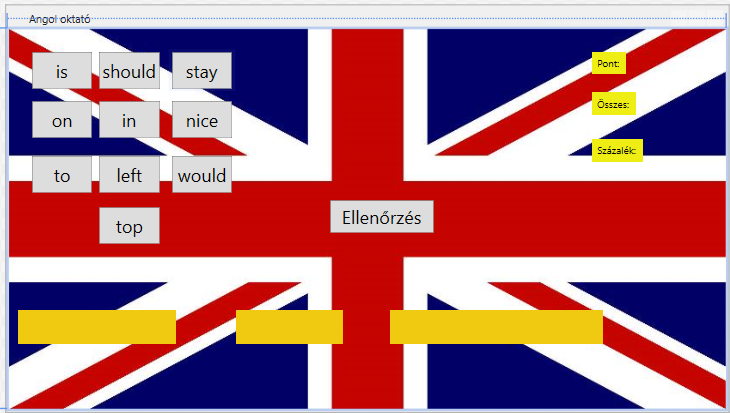 Angol oktató
is should stay
on in nice
to left would
top
Ellenőrzés
Pont:
Összes:
Százalék: